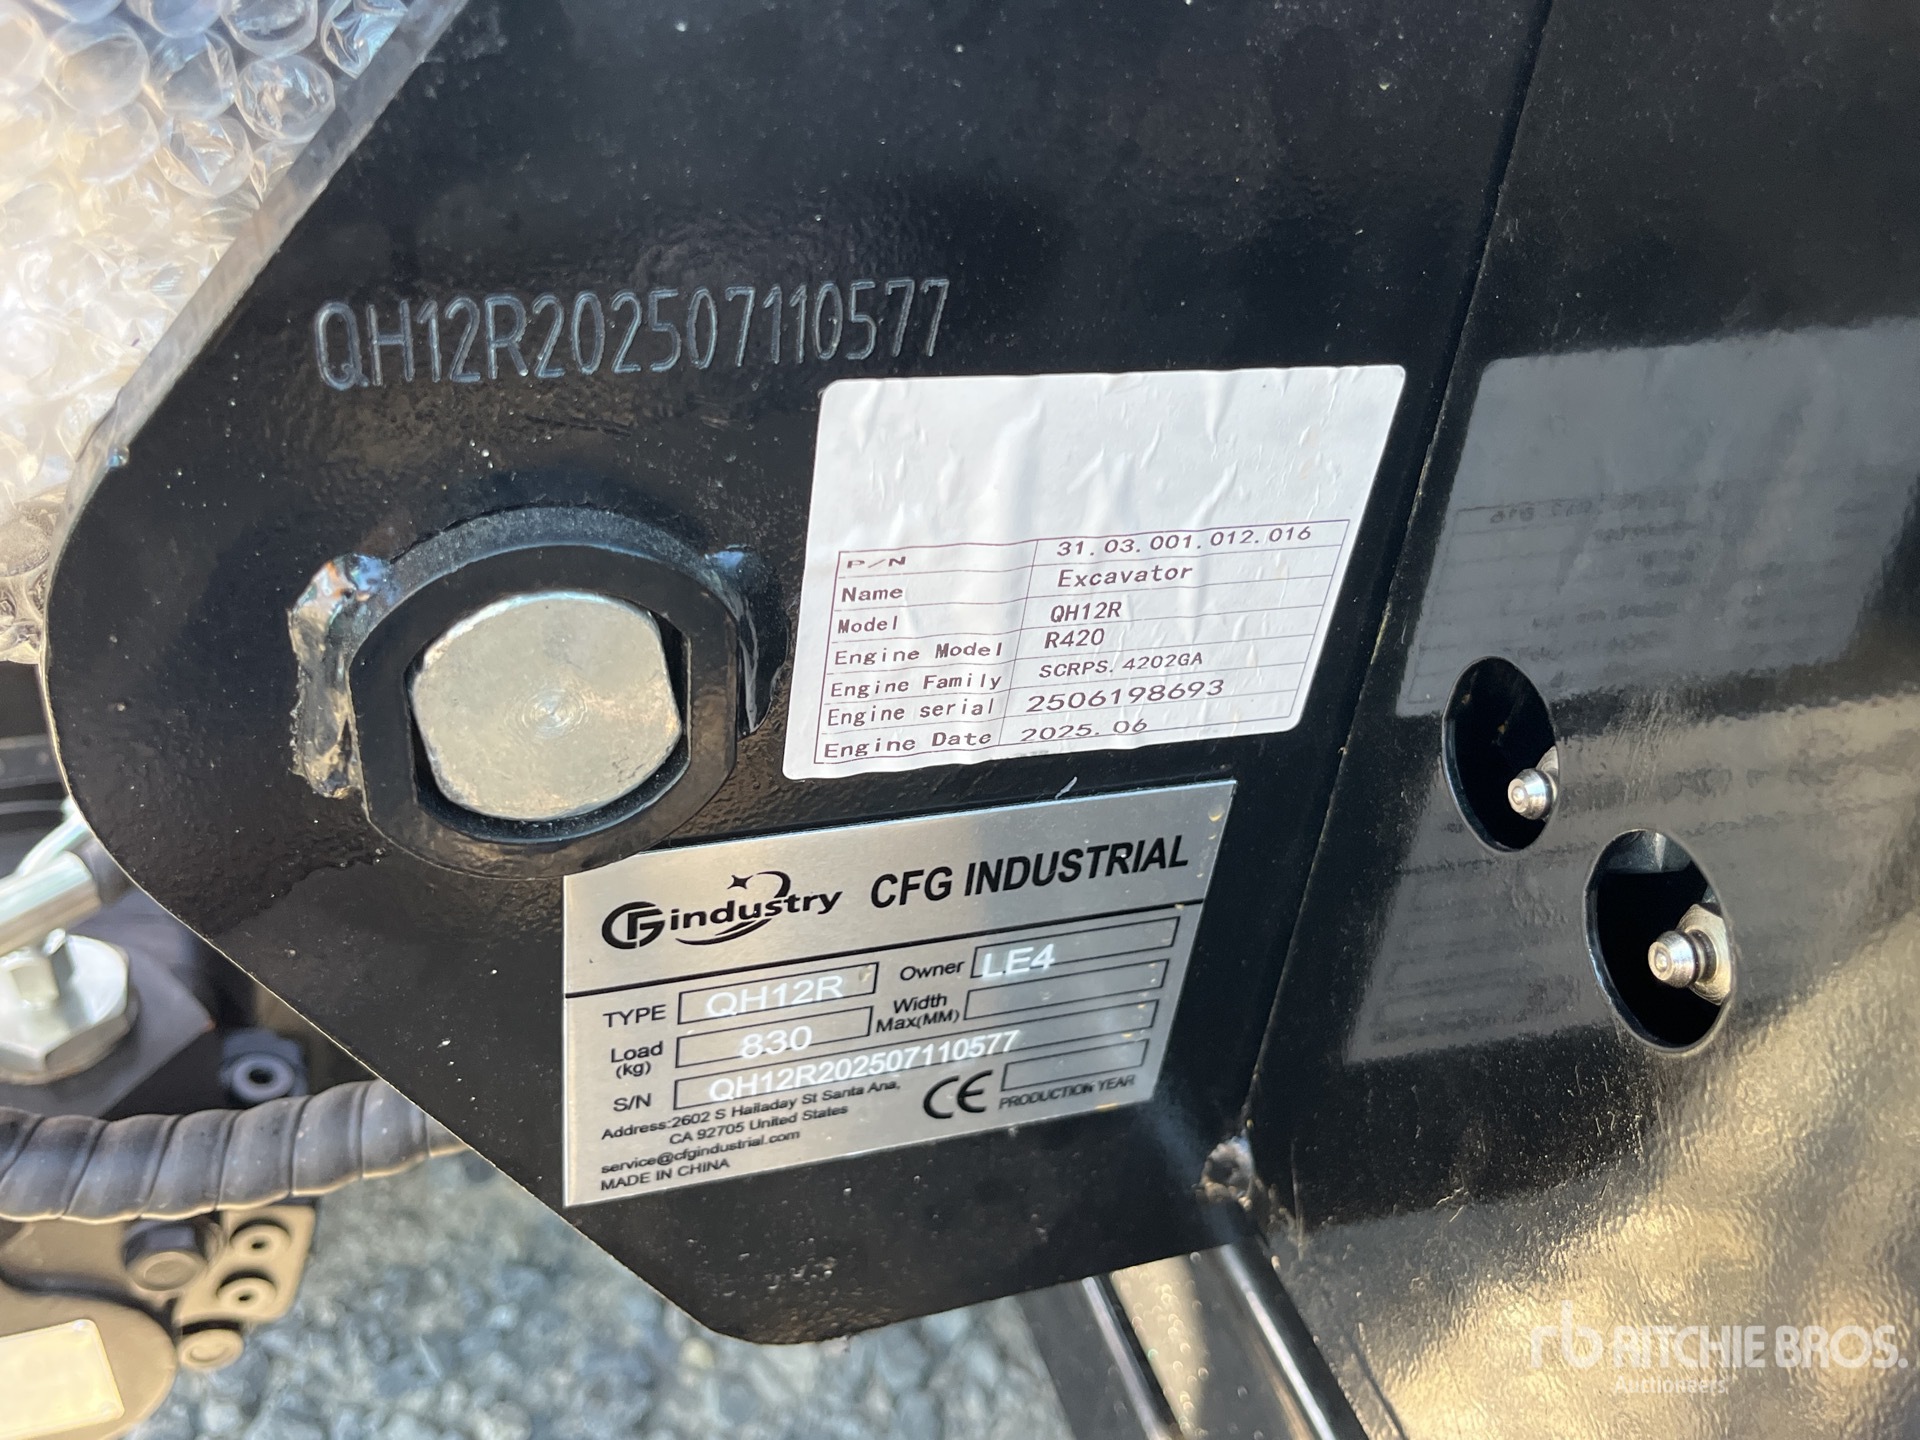 QH12R202507110577
P/N 31.03.001.012.016
Name Excavator
Model QH12R
Engine Model R420
Engine Family SCRPS.4202GA
Engine serial 2506198693
Engine Date 2025.06
GFindustry CFG INDUSTRIAL
TYPE QH12R Owner LE4
Load (kg) 830 Width Max(MM)
S/N QH12R202507110577
Address:2602 S Halladay St Santa Ana,
CA 92705 United States
service@cfgindustrial.com
MADE IN CHINA
CE PRODUCTION YEAR
rb RITCHIE BROS.
Auctioneers